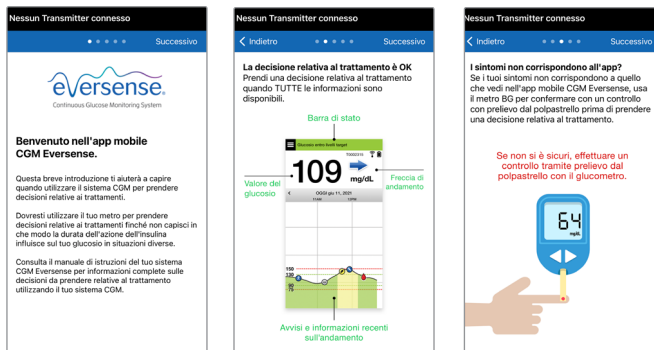 Nessun Transmitter connesso
Successivo
eversense.
Continuous Glucose Monitoring System
Benvenuto nell'app mobile
CGM Eversense.
Questa breve introduzione ti aiuterà a capire
quando utilizzare il sistema CGM per prendere
decisioni relative ai trattamenti.
Dovresti utilizzare il tuo metro per prendere
decisioni relative ai trattamenti finché non capisci in
che modo la durata dell'azione dell'insulina
influisce sul tuo glucosio in situazioni diverse.
Consulta il manuale di istruzioni del tuo sistema
CGM Eversense per informazioni complete sulle
decisioni da prendere relative al trattamento
utilizzando il tuo sistema CGM.
Nessun Transmitter connesso
Indietro
Successivo
La decisione relativa al trattamento è OK
Prendi una decisione relativa al trattamento
quando TUTTE le informazioni sono
disponibili.
Barra di stato
Glucosio entro livelli target
109
mg/dL
Valore del
glucosio
Freccia di
andamento
OGGI giu 11, 2021
11AM
12PM
150
130
90
75
Avvisi e informazioni recenti
sull'andamento
Nessun Transmitter connesso
Indietro
Successivo
I sintomi non corrispondono all'app?
Se i tuoi sintomi non corrispondono a quello
che vedi nell'app mobile CGM Eversense, usa
il metro BG per confermare con un controllo
con prelievo dal polpastrello prima di prendere
una decisione relativa al trattamento.
Se non si è sicuri, effettuare un
controllo tramite prelievo dal
polpastrello con il glucometro.
64
mg/dL